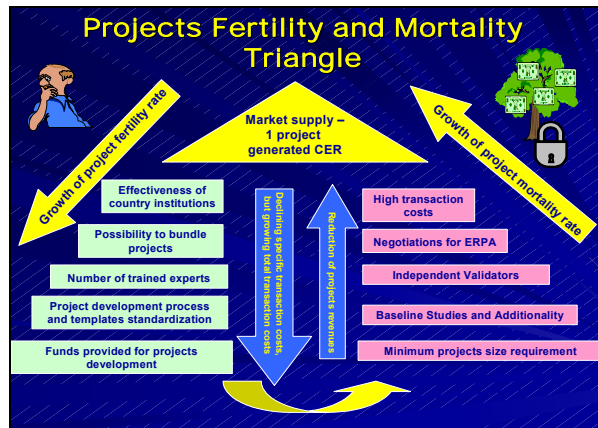 Projects Fertility and Mortality
Triangle
Growth of project fertility rate
Market supply –
1 project
generated CER
Growth of project mortality rate
Effectiveness of
country institutions
Possibility to bundle
projects
Number of trained experts
Project development process
and templates standardization
Funds provided for projects
development
Declining specific transaction costs,
but growing total transaction costs
Reduction of projects revenues
High transaction
costs
Negotiations for ERPA
Independent Validators
Baseline Studies and Additionality
Minimum projects size requirement